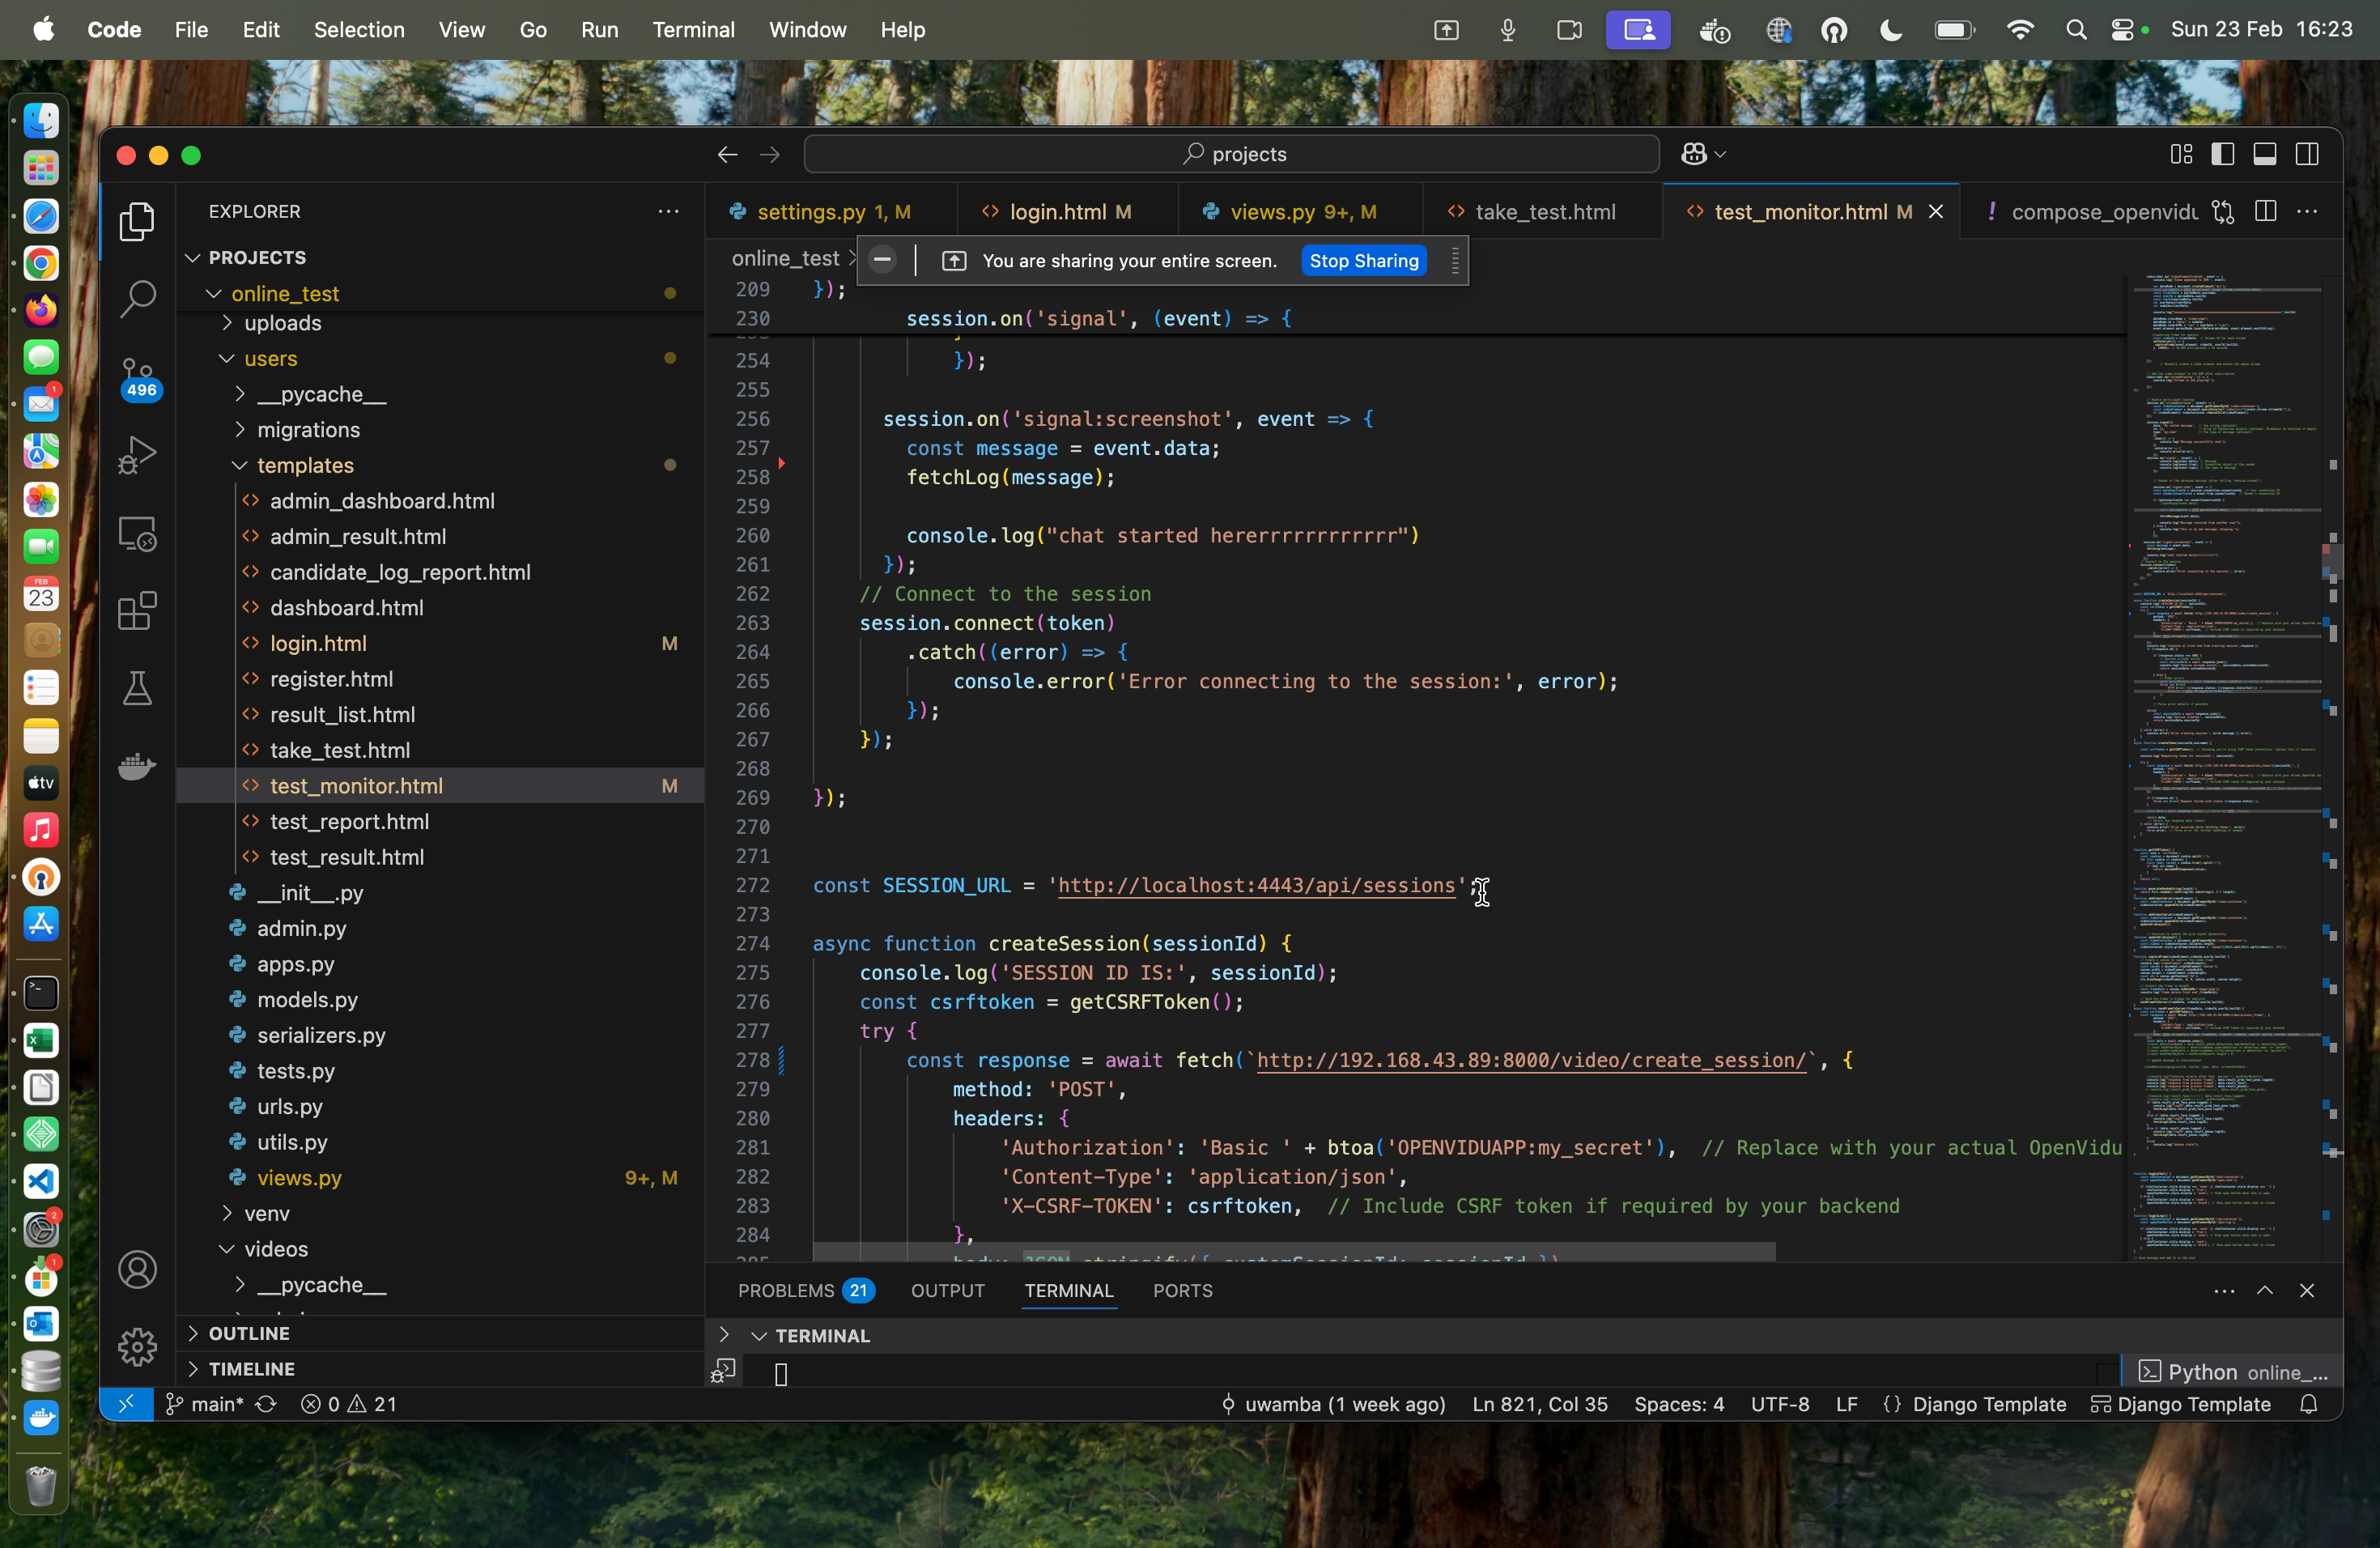 Code File Edit Selection View Go Run Terminal Window Help Sun 23 Feb 16:23
projects
EXPLORER
PROJECTS
online_test
uploads
users
__pycache__
migrations
templates
admin_dashboard.html
admin_result.html
candidate_log_report.html
dashboard.html
login.html M
register.html
result_list.html
take_test.html
test_monitor.html M
test_report.html
test_result.html
__init__.py
admin.py
apps.py
models.py
serializers.py
tests.py
urls.py
utils.py
views.py 9+, M
venv
videos
__pycache__
OUTLINE
TIMELINE
496
1
FEB
23
tv
2
1
settings.py 1, M login.html M views.py 9+, M take_test.html test_monitor.html M compose_openvidu
online_test >
You are sharing your entire screen. Stop Sharing
209 });
230 session.on('signal', (event) => {
254 });
255
256 session.on('signal:screenshot', event => {
257 const message = event.data;
258 fetchLog(message);
259
260 console.log("chat started hererrrrrrrrrrr")
261 });
262 // Connect to the session
263 session.connect(token)
264 .catch((error) => {
265 console.error('Error connecting to the session:', error);
266 });
267 });
268
269 });
270
271
272 const SESSION_URL = 'http://localhost:4443/api/sessions';
273
274 async function createSession(sessionId) {
275 console.log('SESSION ID IS:', sessionId);
276 const csrftoken = getCSRFToken();
277 try {
278 const response = await fetch(`http://192.168.43.89:8000/video/create_session/`, {
279 method: 'POST',
280 headers: {
281 'Authorization': 'Basic ' + btoa('OPENVIDUAPP:my_secret'), // Replace with your actual OpenVidu
282 'Content-Type': 'application/json',
283 'X-CSRF-TOKEN': csrftoken, // Include CSRF token if required by your backend
284 },
285 body: JSON.stringify({ customSessionId: sessionId })
PROBLEMS 21 OUTPUT TERMINAL PORTS
TERMINAL
Python online_...
main* 0 21 uwamba (1 week ago) Ln 821, Col 35 Spaces: 4 UTF-8 LF {} Django Template Django Template